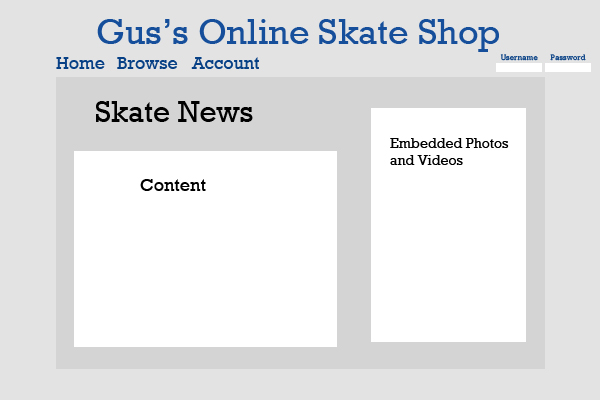 Gus's Online Skate Shop
Home Browse Account
Username Password
Skate News
Content
Embedded Photos
and Videos